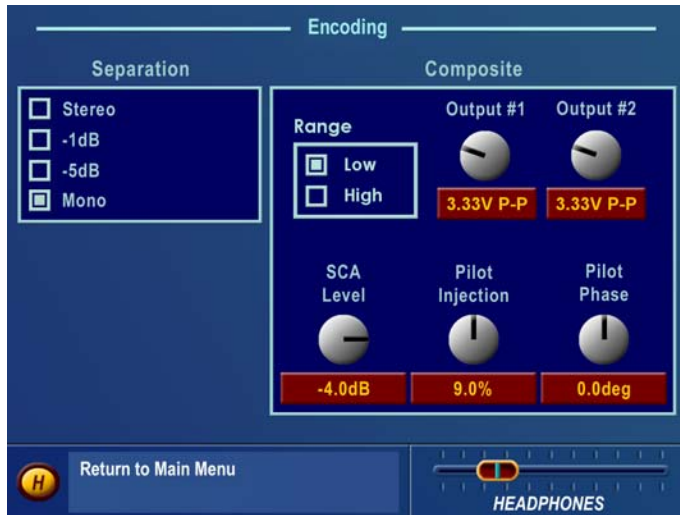 Encoding
Separation
Stereo
-1dB
-5dB
Mono
Composite
Range
Low
High
Output #1
3.33V P-P
Output #2
3.33V P-P
SCA
Level
-4.0dB
Pilot
Injection
9.0%
Pilot
Phase
0.0deg
H
Return to Main Menu
HEADPHONES